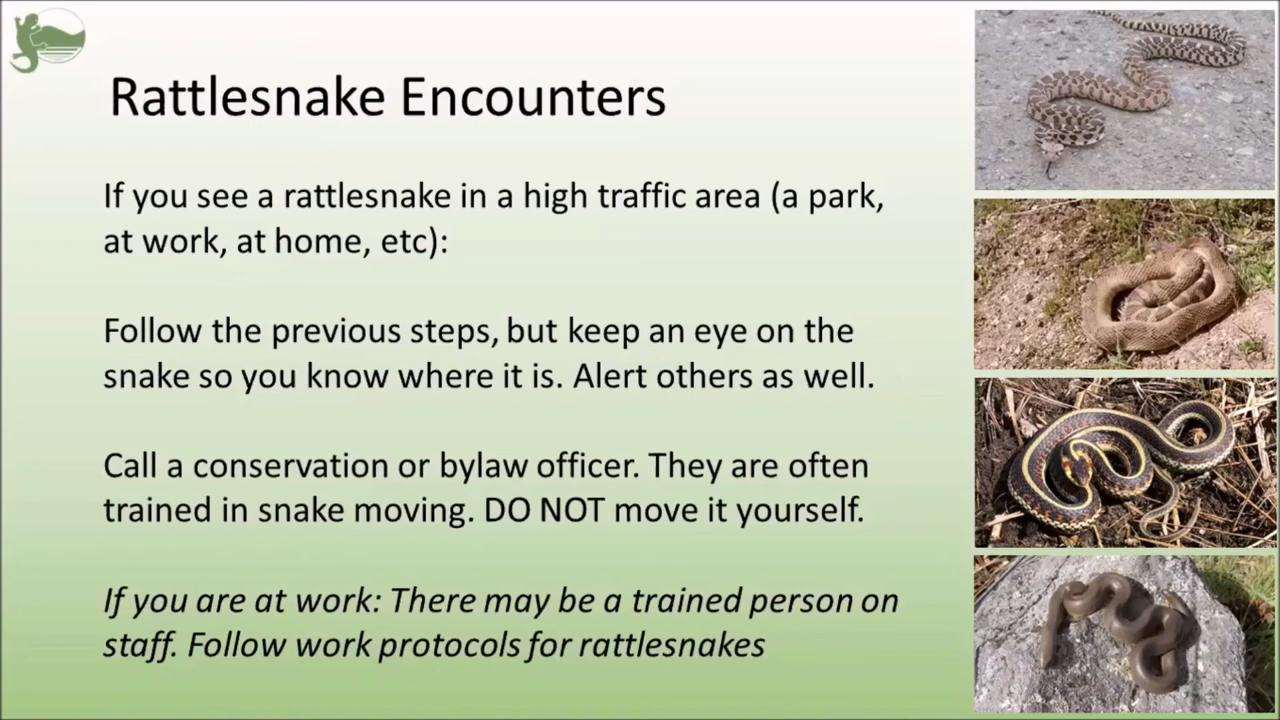 Rattlesnake Encounters
If you see a rattlesnake in a high traffic area (a park,
at work, at home, etc):
Follow the previous steps, but keep an eye on the
snake so you know where it is. Alert others as well.
Call a conservation or bylaw officer. They are often
trained in snake moving. DO NOT move it yourself.
If you are at work: There may be a trained person on
staff. Follow work protocols for rattlesnakes